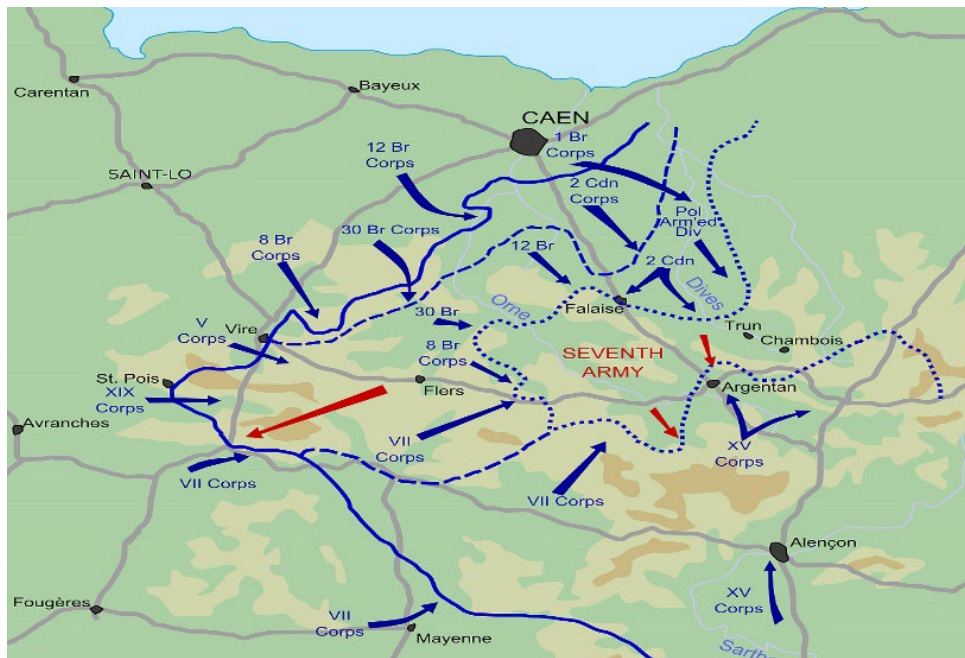 Carentan
Bayeux
CAEN
1 Br
Corps
12 Br
Corps
2 Cdn
Corps
SAINT-LO
Pol
Arm'ed
Div
30 Br Corps
8 Br
Corps
12 Br
2 Cdn
Dives
Orne
Falaise
30 Br
V
Corps
Vire
Trun
Chambois
8 Br
Corps
SEVENTH
ARMY
St. Pois
XIX
Corps
Flers
Argentan
Avranches
VII
Corps
XV
Corps
VII Corps
VII Corps
Alençon
XV
Corps
Fougères
VII
Corps
Mayenne
Sarthe